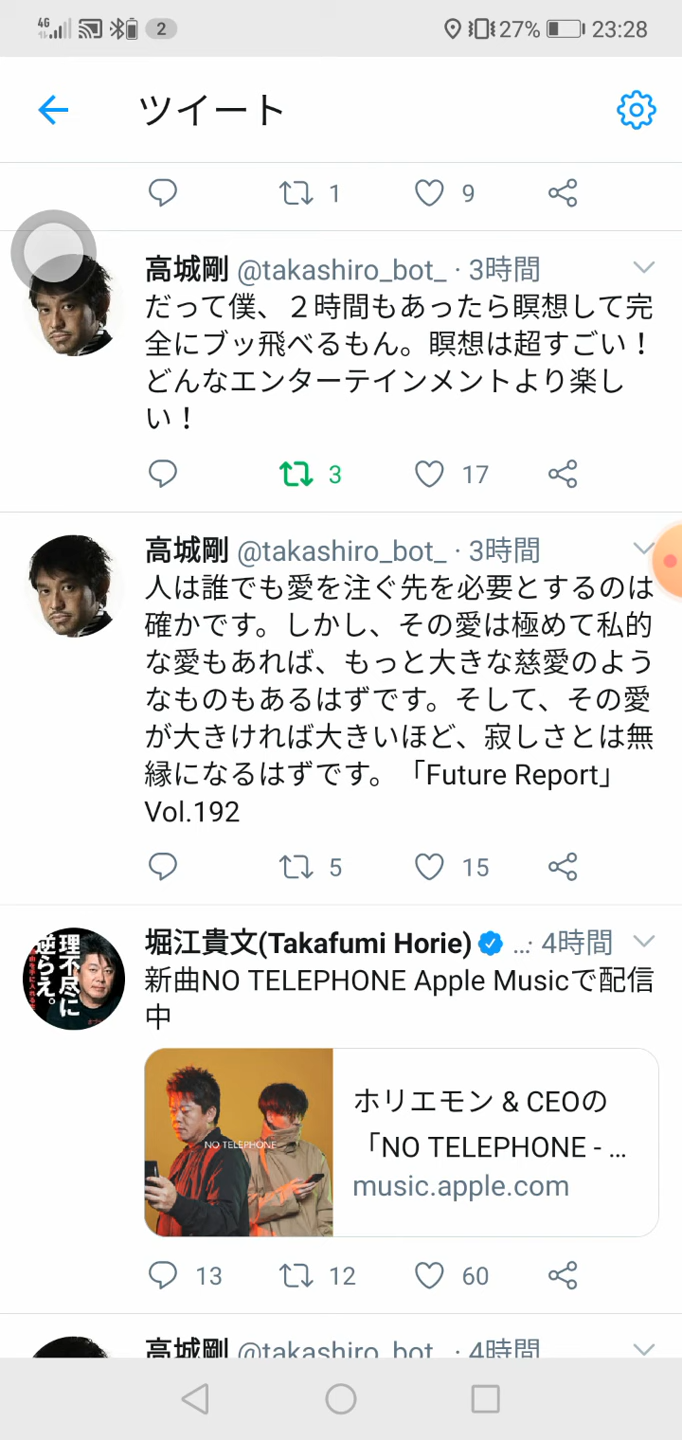 4G 2 27% 23:28
ツイート
1 9
高城剛 @takashiro_bot_ · 3時間
だって僕、２時間もあったら瞑想して完
全にブッ飛べるもん。瞑想は超すごい！
どんなエンターテインメントより楽し
い！
3 17
高城剛 @takashiro_bot_ · 3時間
人は誰でも愛を注ぐ先を必要とするのは
確かです。しかし、その愛は極めて私的
な愛もあれば、もっと大きな慈愛のよう
なものもあるはずです。そして、その愛
が大きければ大きいほど、寂しさとは無
縁になるはずです。「Future Report」
Vol.192
5 15
堀江貴文(Takafumi Horie) ...· 4時間
理不尽に
逆らえ。
新曲NO TELEPHONE Apple Musicで配信
中
NO TELEPHONE
ホリエモン & CEOの
「NO TELEPHONE - ...
music.apple.com
13 12 60
高城剛 @takashiro_bot_ · 4時間